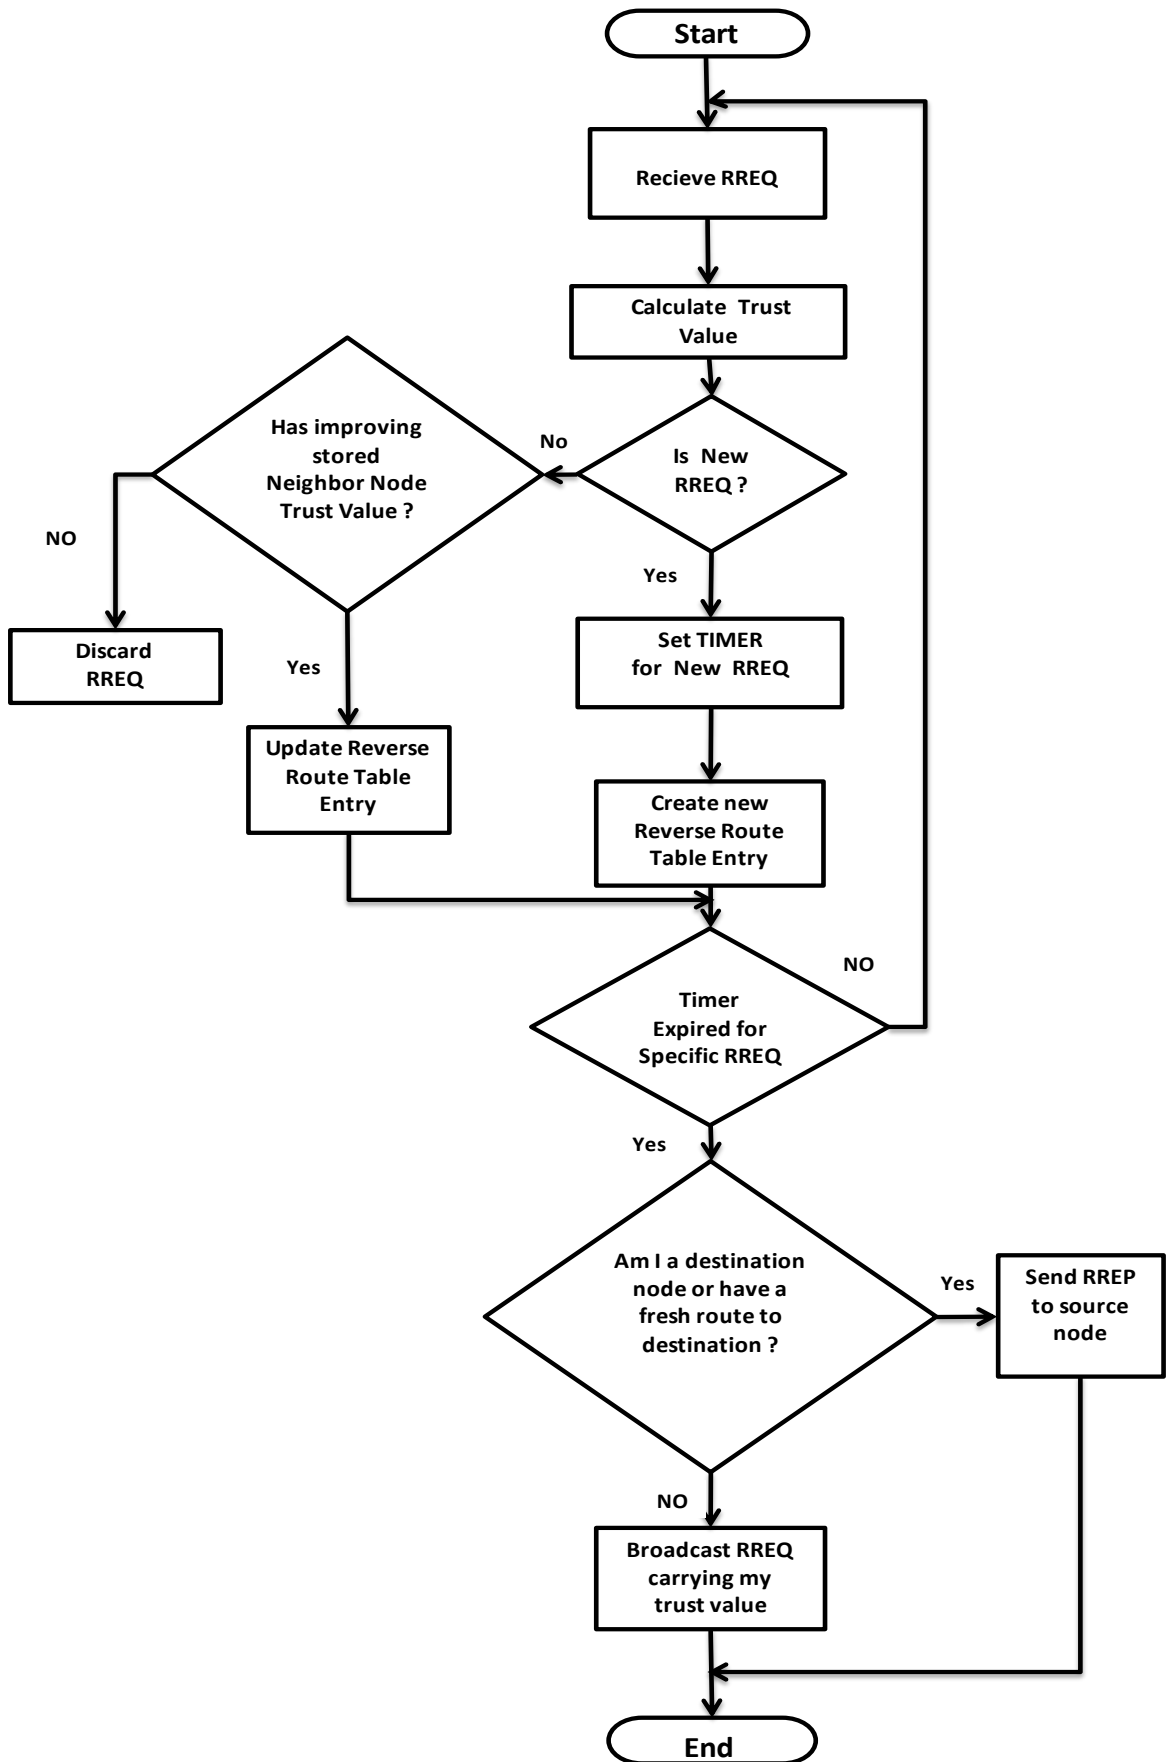 Start
Recieve RREQ
Calculate Trust
Value
Is New
RREQ ?
No
Has improving
stored
Neighbor Node
Trust Value ?
NO
Discard
RREQ
Yes
Update Reverse
Route Table
Entry
Yes
Set TIMER
for New RREQ
Create new
Reverse Route
Table Entry
Timer
Expired for
Specific RREQ
NO
Yes
Am I a destination
node or have a
fresh route to
destination ?
Yes
Send RREP
to source
node
NO
Broadcast RREQ
carrying my
trust value
End